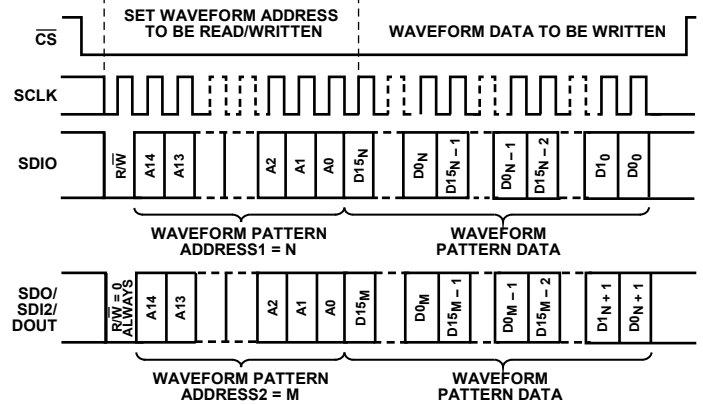 SET WAVEFORM ADDRESS
TO BE READ/WRITTEN
WAVEFORM DATA TO BE WRITTEN
CS
SCLK
SDIO
R/W
A14
A13
A2
A1
A0
D15N
D0N
D15N – 1
D0N – 1
D15N – 2
D10
D00
WAVEFORM PATTERN
ADDRESS1 = N
WAVEFORM
PATTERN DATA
SDO/
SDI2/
DOUT
R/W = 0
ALWAYS
A14
A13
A2
A1
A0
D15M
D0M
D15M – 1
D0M – 1
D15M – 2
D1N + 1
D0N + 1
WAVEFORM PATTERN
ADDRESS2 = M
WAVEFORM
PATTERN DATA